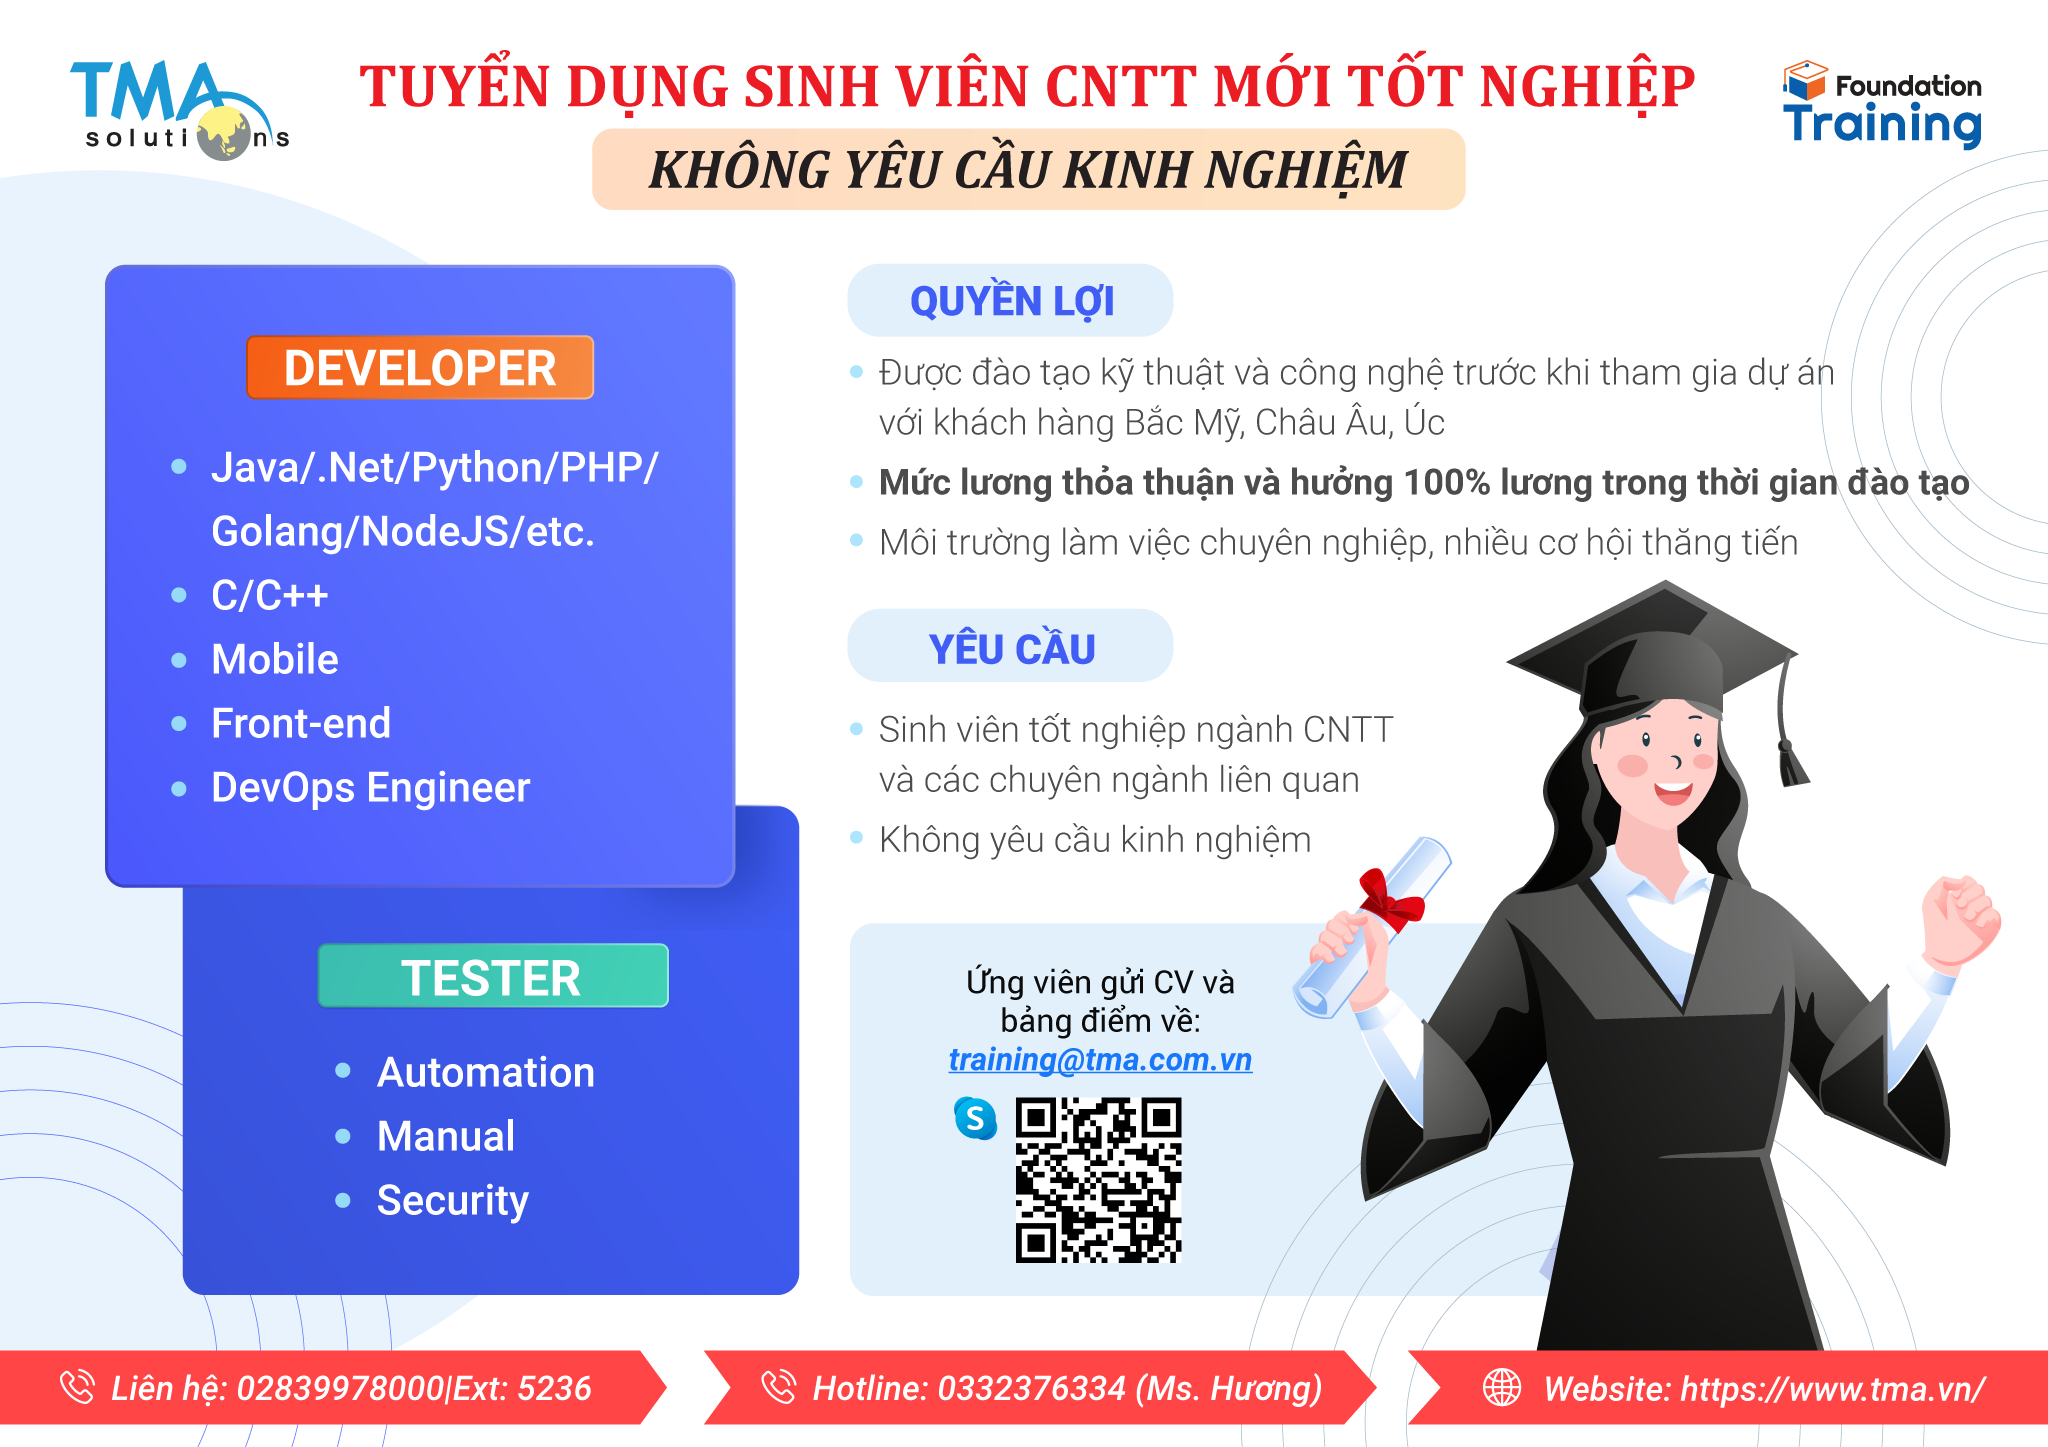 TMA
solutions
TUYỂN DỤNG SINH VIÊN CNTT MỚI TỐT NGHIỆP
KHÔNG YÊU CẦU KINH NGHIỆM
Foundation
Training
DEVELOPER
Java/.Net/Python/PHP/
Golang/NodeJS/etc.
C/C++
Mobile
Front-end
DevOps Engineer
TESTER
Automation
Manual
Security
QUYỀN LỢI
Được đào tạo kỹ thuật và công nghệ trước khi tham gia dự án
với khách hàng Bắc Mỹ, Châu Âu, Úc
Mức lương thỏa thuận và hưởng 100% lương trong thời gian đào tạo
Môi trường làm việc chuyên nghiệp, nhiều cơ hội thăng tiến
YÊU CẦU
Sinh viên tốt nghiệp ngành CNTT
và các chuyên ngành liên quan
Không yêu cầu kinh nghiệm
Ứng viên gửi CV và
bảng điểm về:
training@tma.com.vn
S
Liên hệ: 02839978000|Ext: 5236
Hotline: 0332376334 (Ms. Hương)
Website: https://www.tma.vn/